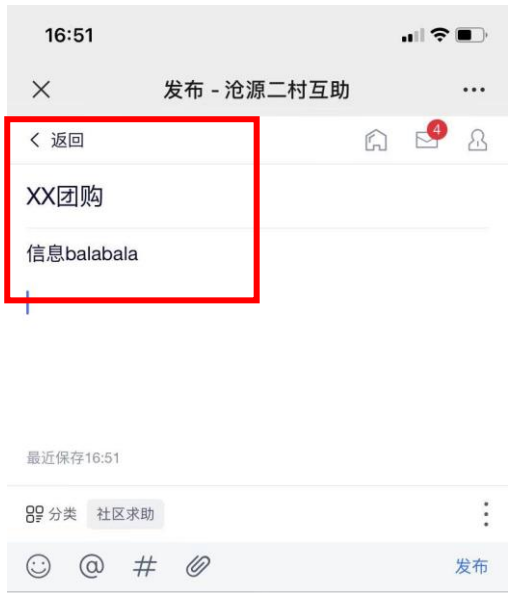 16:51
发布 - 沧源二村互助
返回
4
XX团购
信息balabala
最近保存16:51
分类 社区求助
@ #
发布